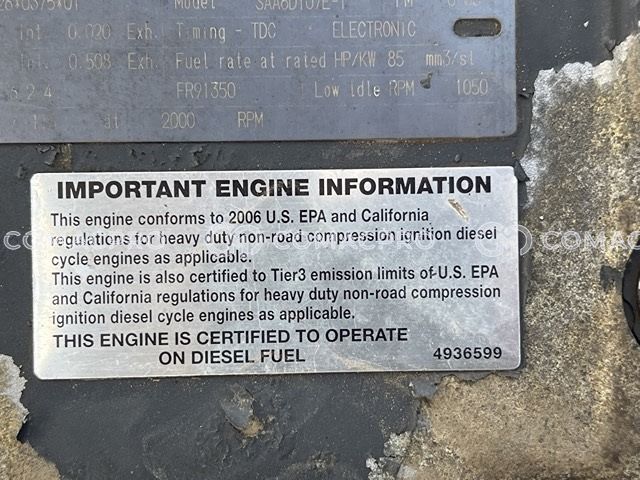 Model SAA6D107E-1
Int. 0.020 Exh. Timing - TDC ELECTRONIC
Inl. 0.508 Exh. Fuel rate at rated HP/KW 85 mm3/st
6 2 4 FR91350 Low Idle RPM 1050
at 2000 RPM
IMPORTANT ENGINE INFORMATION
This engine conforms to 2006 U.S. EPA and California
regulations for heavy duty non-road compression ignition diesel
cycle engines as applicable.
This engine is also certified to Tier3 emission limits of U.S. EPA
and California regulations for heavy duty non-road compression
ignition diesel cycle engines as applicable.
THIS ENGINE IS CERTIFIED TO OPERATE
ON DIESEL FUEL 4936599